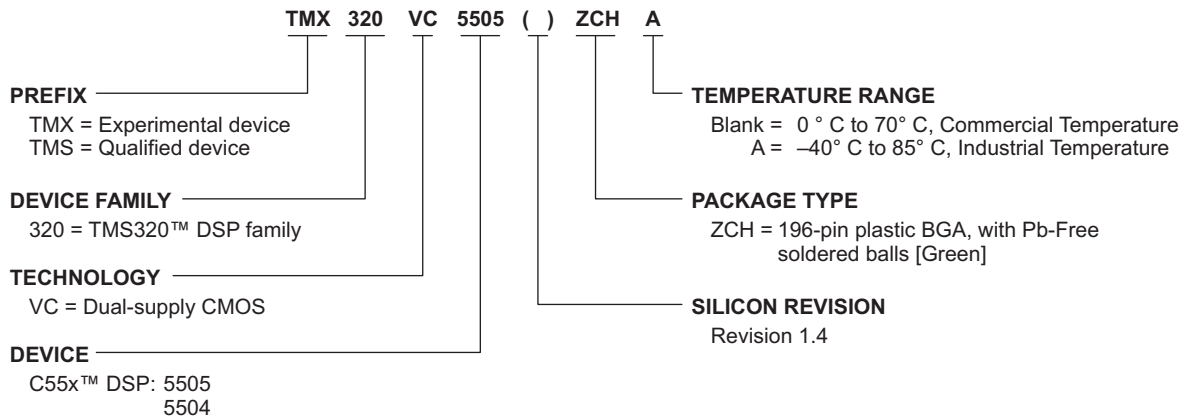 TMX 320 VC 5505 ( ) ZCH A
PREFIX
TMX = Experimental device
TMS = Qualified device
DEVICE FAMILY
320 = TMS320™ DSP family
TECHNOLOGY
VC = Dual-supply CMOS
DEVICE
C55x™ DSP: 5505
5504
TEMPERATURE RANGE
Blank = 0 ° C to 70° C, Commercial Temperature
A = –40° C to 85° C, Industrial Temperature
PACKAGE TYPE
ZCH = 196-pin plastic BGA, with Pb-Free
soldered balls [Green]
SILICON REVISION
Revision 1.4